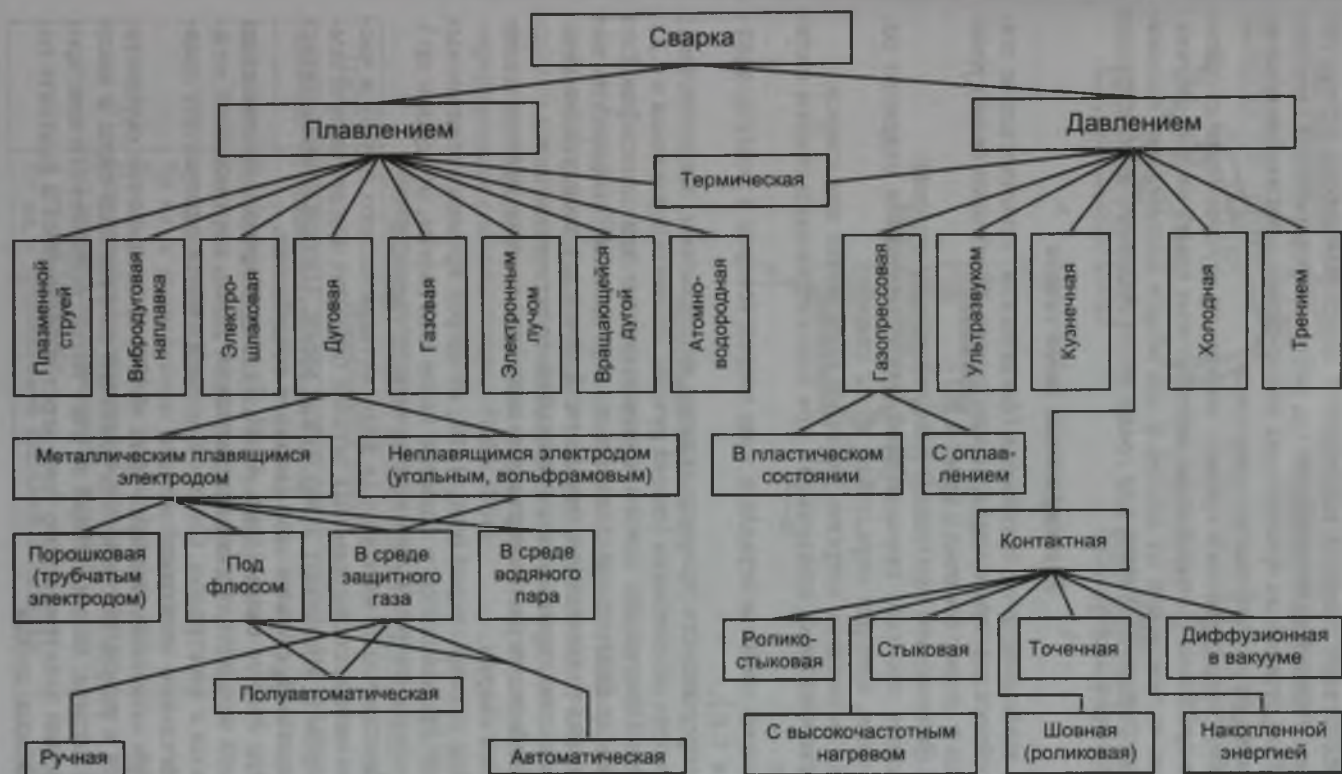 Сварка
Плавлением
Давлением
Термическая
Плазменной
струей
Вибродуговая
наплавка
Электро-
шлаковая
Дуговая
Газовая
Электронным
лучом
Вращающейся
дугой
Атомно-
водородная
Газопрессовая
Ультразвуком
Кузнечная
Холодная
Трением
Металлическим плавящимся
электродом
Неплавящимся электродом
(угольным, вольфрамовым)
В пластическом
состоянии
С оплав-
лением
Порошковая
(трубчатым
электродом)
Под
флюсом
В среде
защитного
газа
В среде
водяного
пара
Контактная
Ролико-
стыковая
Стыковая
Точечная
Диффузионная
в вакууме
Полуавтоматическая
Ручная
Автоматическая
С высокочастотным
нагревом
Шовная
(роликовая)
Накопленной
энергией